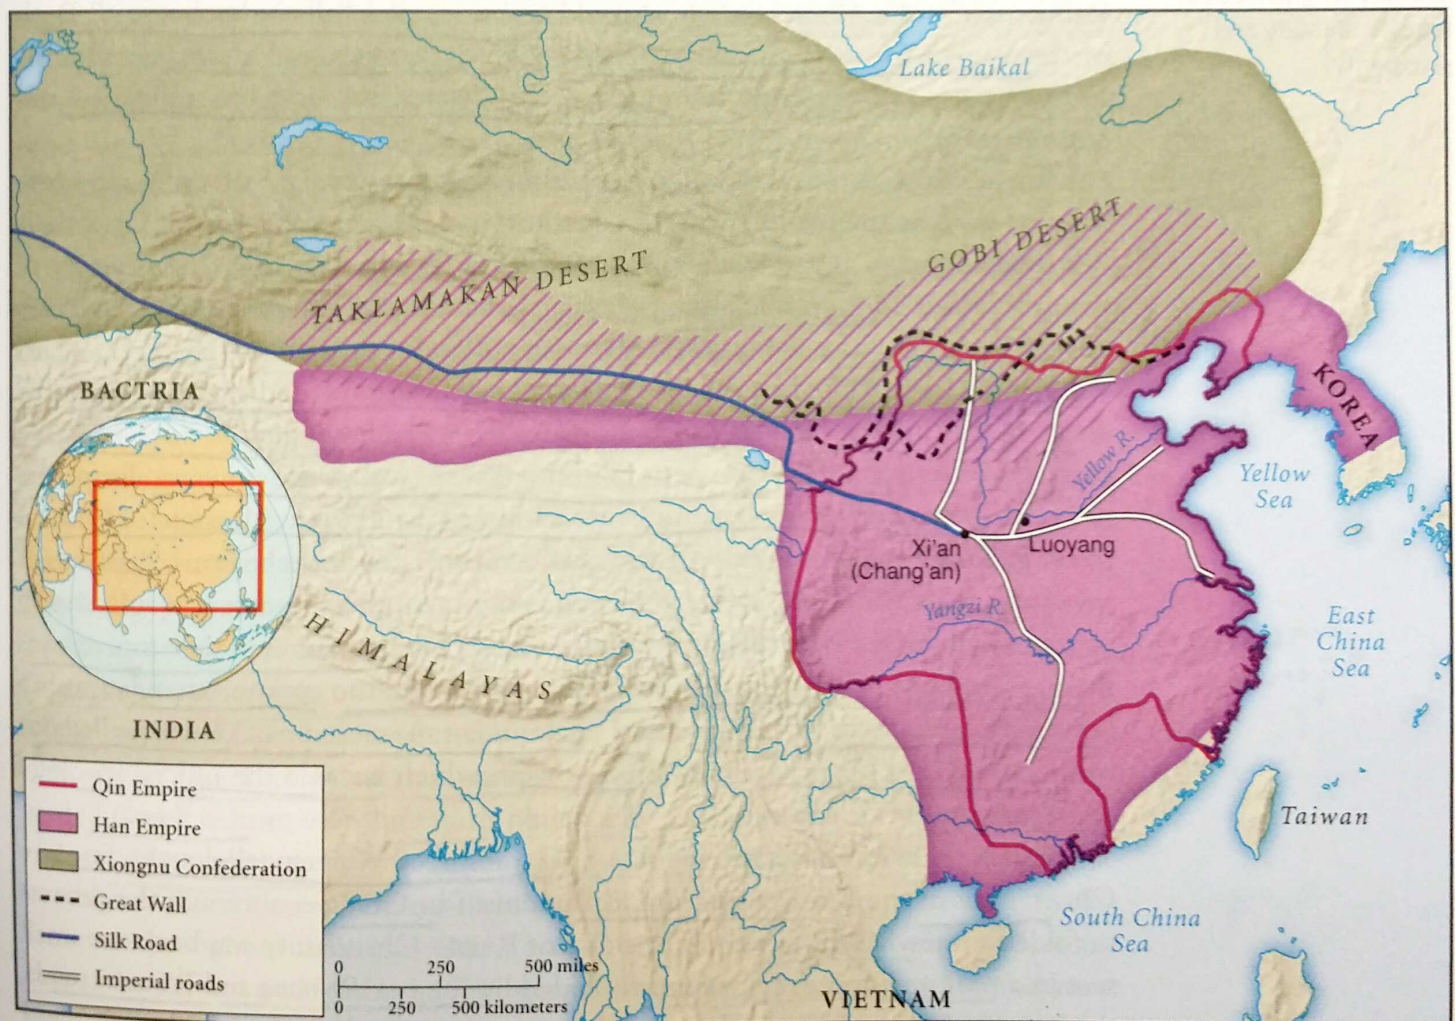 Lake Baikal
GOBI DESERT
TAKLAMAKAN DESERT
BACTRIA
KOREA
Yellow R.
Yellow
Sea
Xi'an
(Chang'an)
Luoyang
Yangzi R.
East
China
Sea
HIMALAYAS
INDIA
Qin Empire
Han Empire
Xiongnu Confederation
Great Wall
Silk Road
Imperial roads
Taiwan
South China
Sea
VIETNAM
0 250 500 miles
0 250 500 kilometers